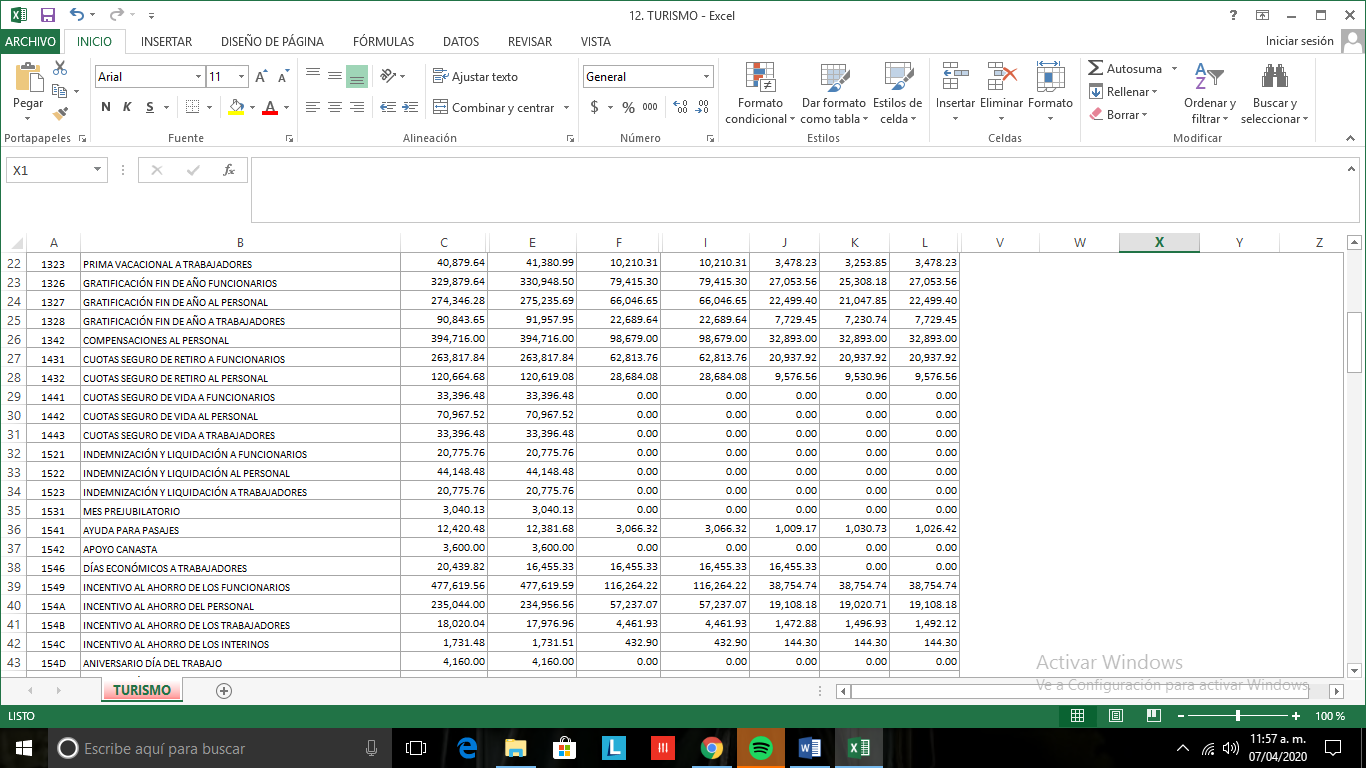 12. TURISMO - Excel
ARCHIVO INICIO INSERTAR DISEÑO DE PÁGINA FÓRMULAS DATOS REVISAR VISTA Iniciar sesión
Arial 11 Ajustar texto General Autosuma
Pegar Formato Dar formato Estilos de Insertar Eliminar Formato Rellenar Ordenar y Buscar y
N K S Combinar y centrar $ % 000 condicional como tabla celda Borrar filtrar seleccionar
Portapapeles Fuente Alineación Número Estilos Celdas Modificar
X1 fx
A B C E F I J K L V W X Y Z
22 1323 PRIMA VACACIONAL A TRABAJADORES 40,879.64 41,380.99 10,210.31 10,210.31 3,478.23 3,253.85 3,478.23
23 1326 GRATIFICACIÓN FIN DE AÑO FUNCIONARIOS 329,879.64 330,948.50 79,415.30 79,415.30 27,053.56 25,308.18 27,053.56
24 1327 GRATIFICACIÓN FIN DE AÑO AL PERSONAL 274,346.28 275,235.69 66,046.65 66,046.65 22,499.40 21,047.85 22,499.40
25 1328 GRATIFICACIÓN FIN DE AÑO A TRABAJADORES 90,843.65 91,957.95 22,689.64 22,689.64 7,729.45 7,230.74 7,729.45
26 1342 COMPENSACIONES AL PERSONAL 394,716.00 394,716.00 98,679.00 98,679.00 32,893.00 32,893.00 32,893.00
27 1431 CUOTAS SEGURO DE RETIRO A FUNCIONARIOS 263,817.84 263,817.84 62,813.76 62,813.76 20,937.92 20,937.92 20,937.92
28 1432 CUOTAS SEGURO DE RETIRO AL PERSONAL 120,664.68 120,619.08 28,684.08 28,684.08 9,576.56 9,530.96 9,576.56
29 1441 CUOTAS SEGURO DE VIDA A FUNCIONARIOS 33,396.48 33,396.48 0.00 0.00 0.00 0.00 0.00
30 1442 CUOTAS SEGURO DE VIDA AL PERSONAL 70,967.52 70,967.52 0.00 0.00 0.00 0.00 0.00
31 1443 CUOTAS SEGURO DE VIDA A TRABAJADORES 33,396.48 33,396.48 0.00 0.00 0.00 0.00 0.00
32 1521 INDEMNIZACIÓN Y LIQUIDACIÓN A FUNCIONARIOS 20,775.76 20,775.76 0.00 0.00 0.00 0.00 0.00
33 1522 INDEMNIZACIÓN Y LIQUIDACIÓN AL PERSONAL 44,148.48 44,148.48 0.00 0.00 0.00 0.00 0.00
34 1523 INDEMNIZACIÓN Y LIQUIDACIÓN A TRABAJADORES 20,775.76 20,775.76 0.00 0.00 0.00 0.00 0.00
35 1531 MES PREJUBILATORIO 3,040.13 3,040.13 0.00 0.00 0.00 0.00 0.00
36 1541 AYUDA PARA PASAJES 12,420.48 12,381.68 3,066.32 3,066.32 1,009.17 1,030.73 1,026.42
37 1542 APOYO CANASTA 3,600.00 3,600.00 0.00 0.00 0.00 0.00 0.00
38 1546 DÍAS ECONÓMICOS A TRABAJADORES 20,439.82 16,455.33 16,455.33 16,455.33 16,455.33 0.00 0.00
39 1549 INCENTIVO AL AHORRO DE LOS FUNCIONARIOS 477,619.56 477,619.59 116,264.22 116,264.22 38,754.74 38,754.74 38,754.74
40 154A INCENTIVO AL AHORRO DEL PERSONAL 235,044.00 234,956.56 57,237.07 57,237.07 19,108.18 19,020.71 19,108.18
41 154B INCENTIVO AL AHORRO DE LOS TRABAJADORES 18,020.04 17,976.96 4,461.93 4,461.93 1,472.88 1,496.93 1,492.12
42 154C INCENTIVO AL AHORRO DE LOS INTERINOS 1,731.48 1,731.51 432.90 432.90 144.30 144.30 144.30
43 154D ANIVERSARIO DÍA DEL TRABAJO 4,160.00 4,160.00 0.00 0.00 0.00 0.00 0.00
Activar Windows
Ve a Configuración para activar Windows.
TURISMO
LISTO 100 %
Escribe aquí para buscar 11:57 a. m.
07/04/2020